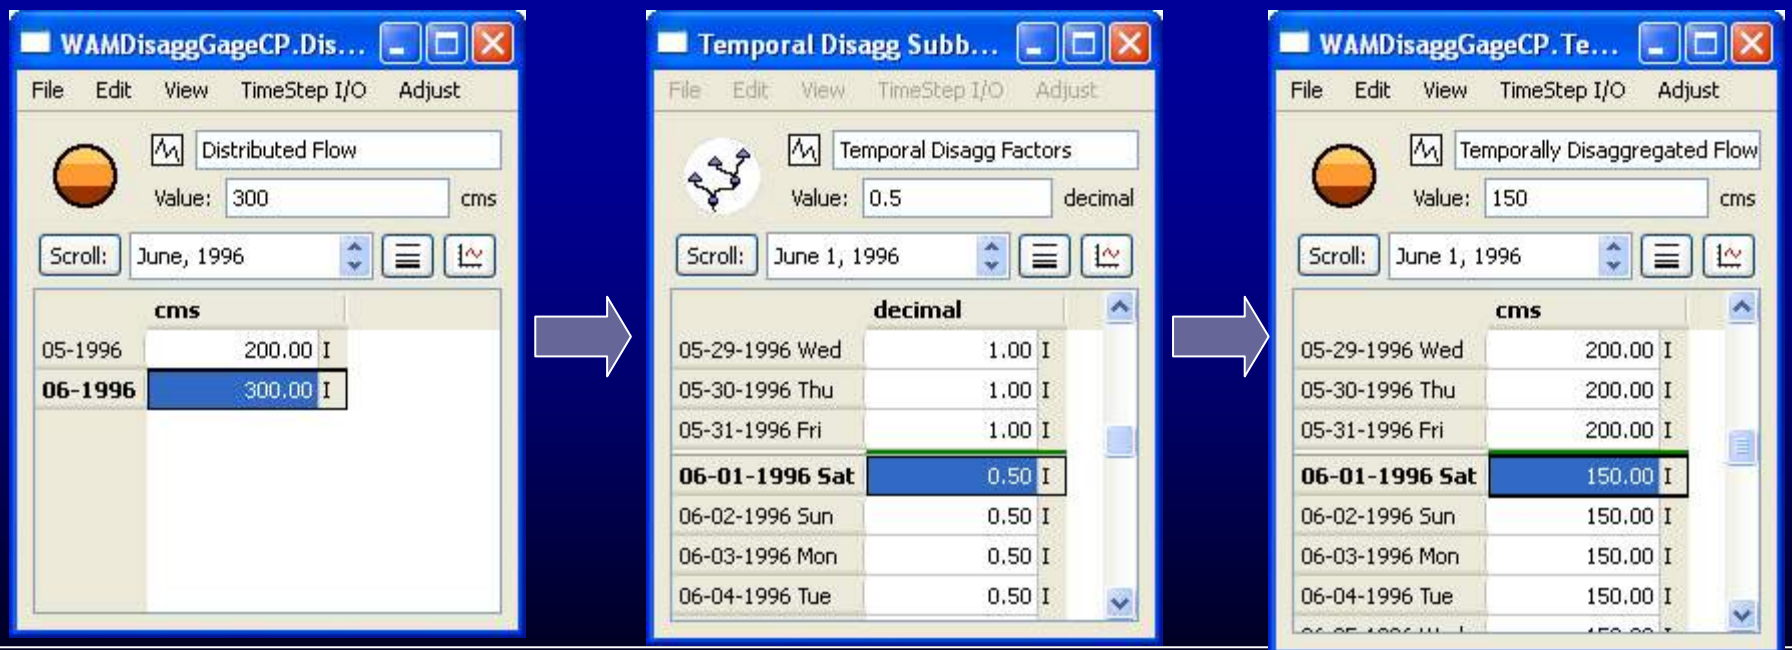 WAMDisaggGageCP.Dis...
File Edit View TimeStep I/O Adjust
Distributed Flow
Value: 300 cms
Scroll: June, 1996
cms
05-1996 200.00 I
06-1996 300.00 I
Temporal Disagg Subb...
File Edit View TimeStep I/O Adjust
Temporal Disagg Factors
Value: 0.5 decimal
Scroll: June 1, 1996
decimal
05-29-1996 Wed 1.00 I
05-30-1996 Thu 1.00 I
05-31-1996 Fri 1.00 I
06-01-1996 Sat 0.50 I
06-02-1996 Sun 0.50 I
06-03-1996 Mon 0.50 I
06-04-1996 Tue 0.50 I
WAMDisaggGageCP.Te...
File Edit View TimeStep I/O Adjust
Temporally Disaggregated Flow
Value: 150 cms
Scroll: June 1, 1996
cms
05-29-1996 Wed 200.00 I
05-30-1996 Thu 200.00 I
05-31-1996 Fri 200.00 I
06-01-1996 Sat 150.00 I
06-02-1996 Sun 150.00 I
06-03-1996 Mon 150.00 I
06-04-1996 Tue 150.00 I